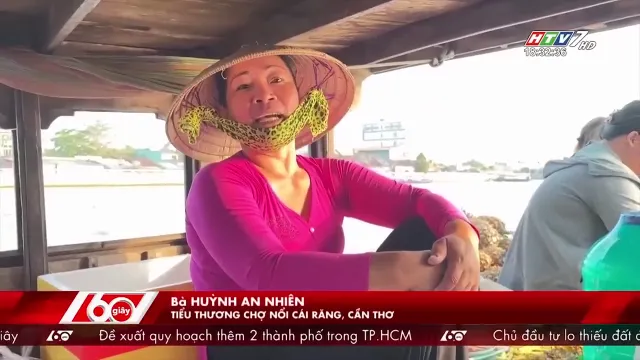 HTV7 HD
18:32:36
60 giây
Bà HUỲNH AN NHIÊN
TIỂU THƯƠNG CHỢ NỔI CÁI RĂNG, CẦN THƠ
giây
Đề xuất quy hoạch thêm 2 thành phố trong TP.HCM
Chủ đầu tư lo thiếu đất